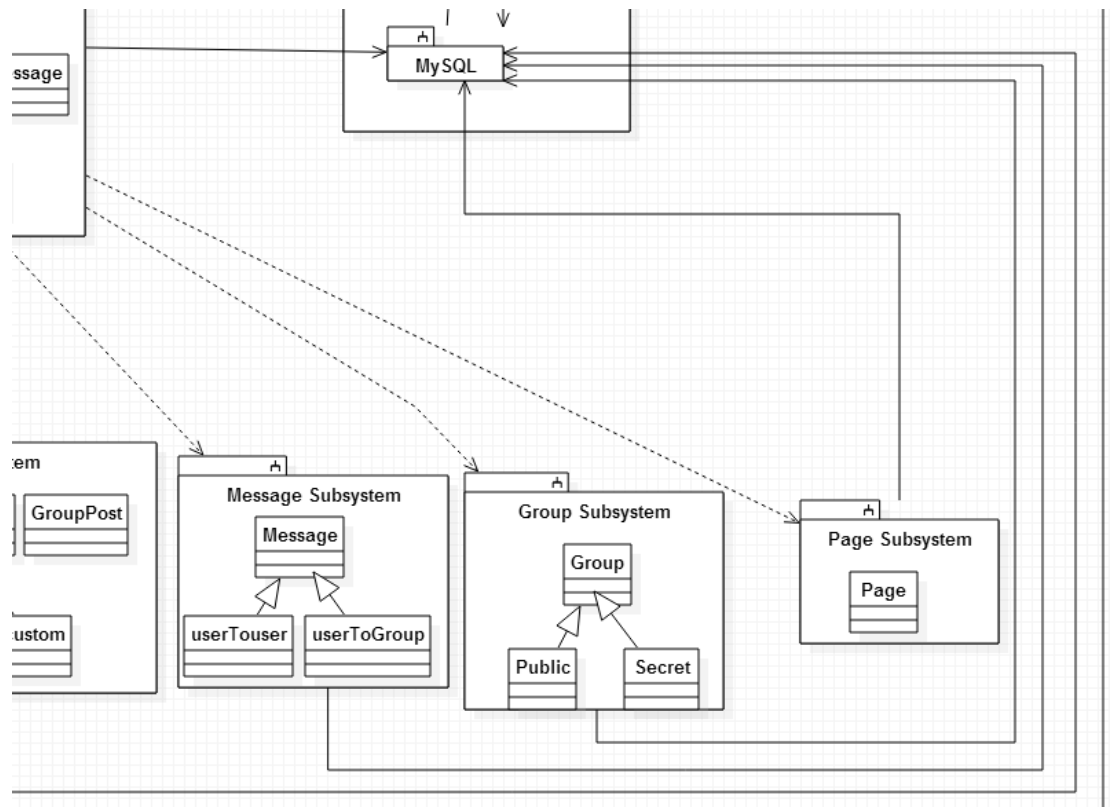 MySQL
ssage
tem
GroupPost
custom
Message Subsystem
Message
userTouser
userToGroup
Group Subsystem
Group
Public
Secret
Page Subsystem
Page